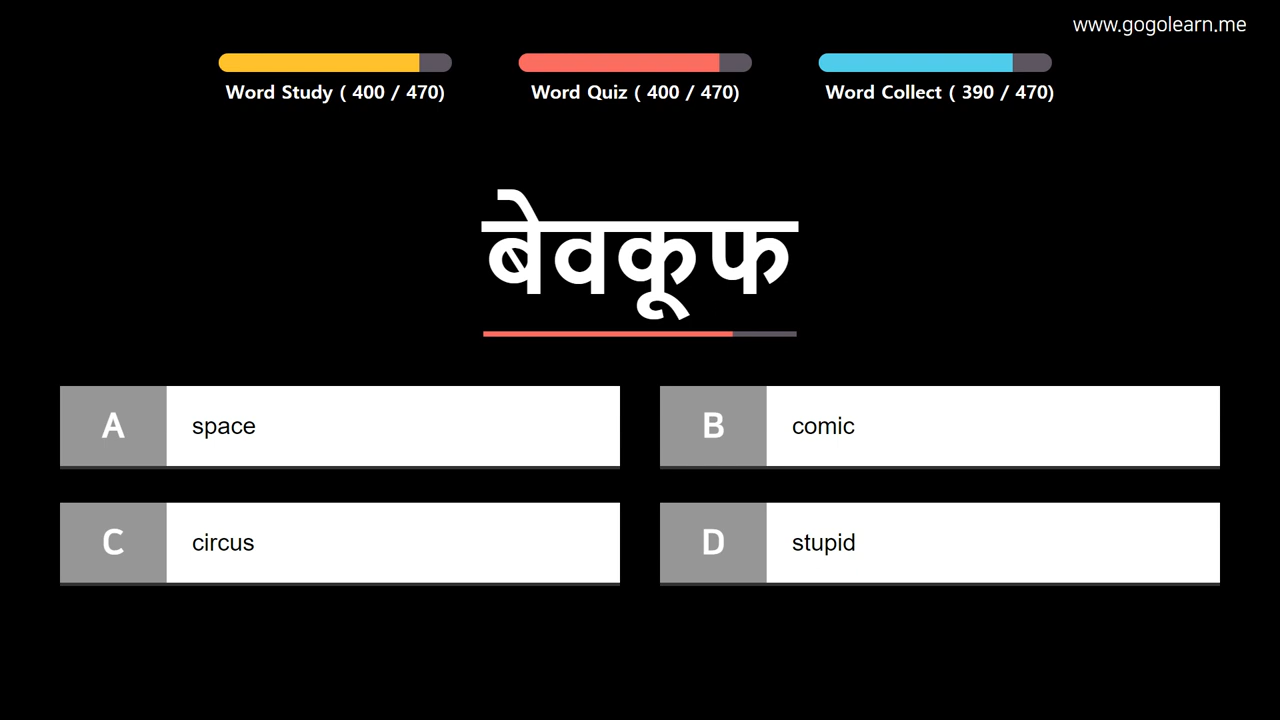 www.gogolearn.me
Word Study ( 400 / 470)
Word Quiz ( 400 / 470)
Word Collect ( 390 / 470)
बेवकूफ
A space
B comic
C circus
D stupid